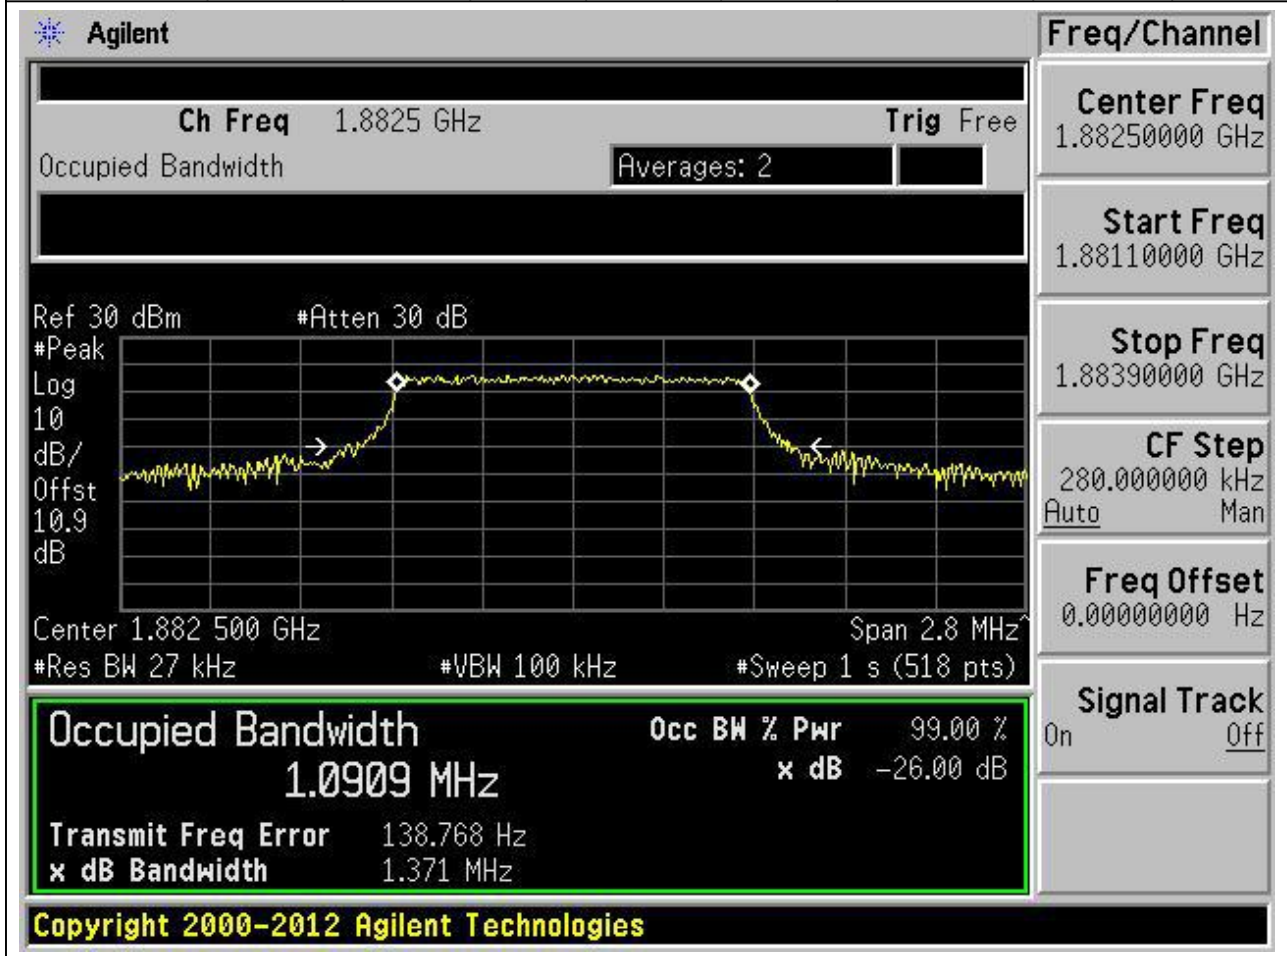 Agilent
Freq/Channel
Ch Freq 1.8825 GHz Trig Free
Occupied Bandwidth Averages: 2
Center Freq
1.88250000 GHz
Start Freq
1.88110000 GHz
Stop Freq
1.88390000 GHz
CF Step
280.000000 kHz
Auto Man
Freq Offset
0.00000000 Hz
Signal Track
On Off
Ref 30 dBm #Atten 30 dB
#Peak
Log
10
dB/
Offst
10.9
dB
Center 1.882 500 GHz Span 2.8 MHz^
#Res BW 27 kHz #VBW 100 kHz #Sweep 1 s (518 pts)
Occupied Bandwidth Occ BW % Pwr 99.00 %
1.0909 MHz x dB -26.00 dB
Transmit Freq Error 138.768 Hz
x dB Bandwidth 1.371 MHz
Copyright 2000-2012 Agilent Technologies